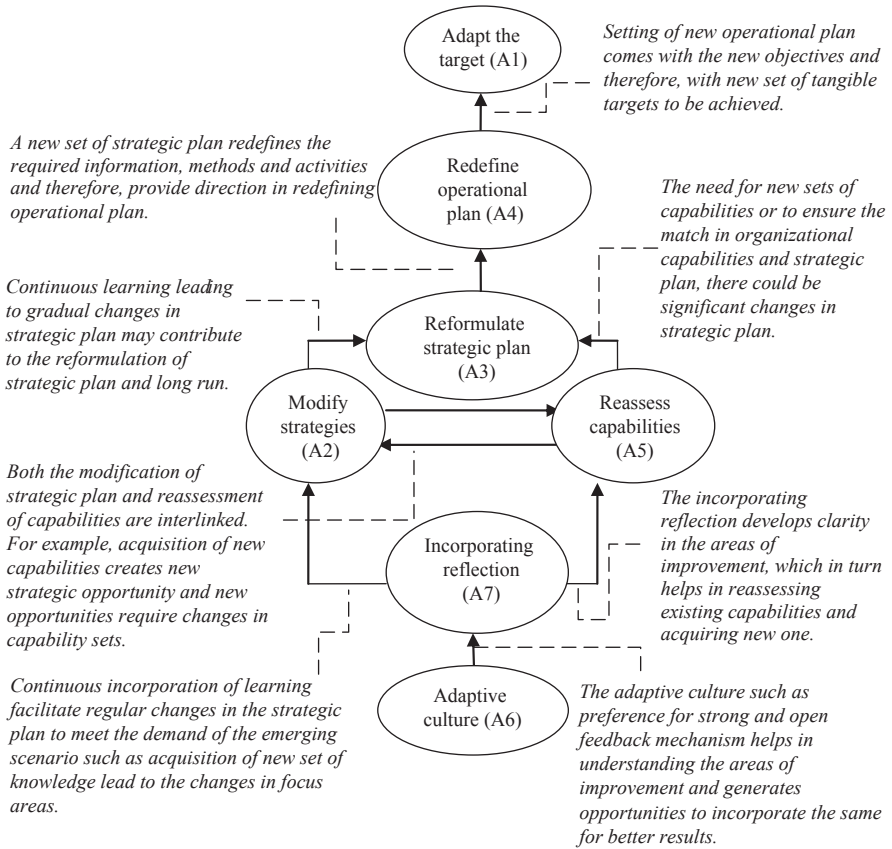 Adapt the
target (A1)
Setting of new operational plan
comes with the new objectives and
therefore, with new set of tangible
targets to be achieved.
A new set of strategic plan redefines the
required information, methods and activities
and therefore, provide direction in redefining
operational plan.
Redefine
operational
plan (A4)
The need for new sets of
capabilities or to ensure the
match in organizational
capabilities and strategic
plan, there could be
significant changes in
strategic plan.
Continuous learning leading
to gradual changes in
strategic plan may contribute
to the reformulation of
strategic plan and long run.
Reformulate
strategic plan
(A3)
Modify
strategies
(A2)
Reassess
capabilities
(A5)
Both the modification of
strategic plan and reassessment
of capabilities are interlinked.
For example, acquisition of new
capabilities creates new
strategic opportunity and new
opportunities require changes in
capability sets.
Incorporating
reflection
(A7)
The incorporating
reflection develops clarity
in the areas of
improvement, which in turn
helps in reassessing
existing capabilities and
acquiring new one.
Continuous incorporation of learning
facilitate regular changes in the strategic
plan to meet the demand of the emerging
scenario such as acquisition of new set of
knowledge lead to the changes in focus
areas.
Adaptive
culture (A6)
The adaptive culture such as
preference for strong and open
feedback mechanism helps in
understanding the areas of
improvement and generates
opportunities to incorporate the same
for better results.